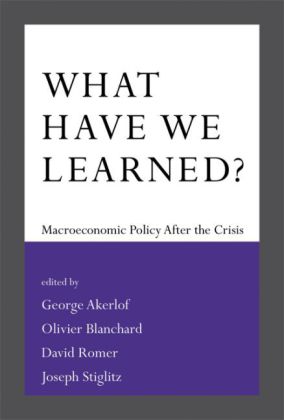 WHAT
HAVE WE
LEARNED?
Macroeconomic Policy After the Crisis
edited by
George Akerlof
Olivier Blanchard
David Romer
Joseph Stiglitz